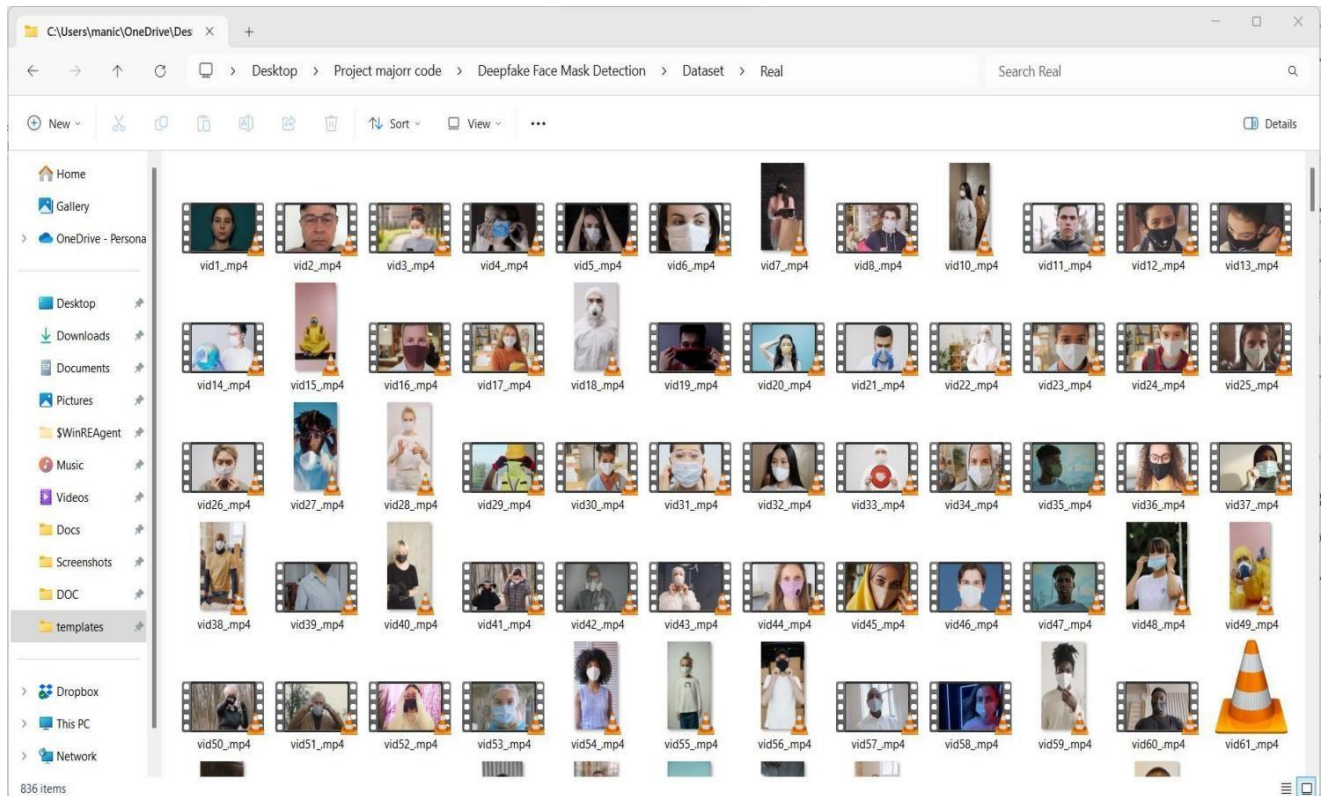 C:\Users\manic\OneDrive\Des
Desktop > Project majorr code > Deepfake Face Mask Detection > Dataset > Real
Search Real
New
Sort
View
Details
Home
Gallery
OneDrive - Persona
Desktop
Downloads
Documents
Pictures
$WinREAgent
Music
Videos
Docs
Screenshots
DOC
templates
Dropbox
This PC
Network
vid1_.mp4 vid2_.mp4 vid3_.mp4 vid4_.mp4 vid5_.mp4 vid6_.mp4 vid7_.mp4 vid8_.mp4 vid10_.mp4 vid11_.mp4 vid12_.mp4 vid13_.mp4
vid14_.mp4 vid15_.mp4 vid16_.mp4 vid17_.mp4 vid18_.mp4 vid19_.mp4 vid20_.mp4 vid21_.mp4 vid22_.mp4 vid23_.mp4 vid24_.mp4 vid25_.mp4
vid26_.mp4 vid27_.mp4 vid28_.mp4 vid29_.mp4 vid30_.mp4 vid31_.mp4 vid32_.mp4 vid33_.mp4 vid34_.mp4 vid35_.mp4 vid36_.mp4 vid37_.mp4
vid38_.mp4 vid39_.mp4 vid40_.mp4 vid41_.mp4 vid42_.mp4 vid43_.mp4 vid44_.mp4 vid45_.mp4 vid46_.mp4 vid47_.mp4 vid48_.mp4 vid49_.mp4
vid50_.mp4 vid51_.mp4 vid52_.mp4 vid53_.mp4 vid54_.mp4 vid55_.mp4 vid56_.mp4 vid57_.mp4 vid58_.mp4 vid59_.mp4 vid60_.mp4 vid61_.mp4
836 items